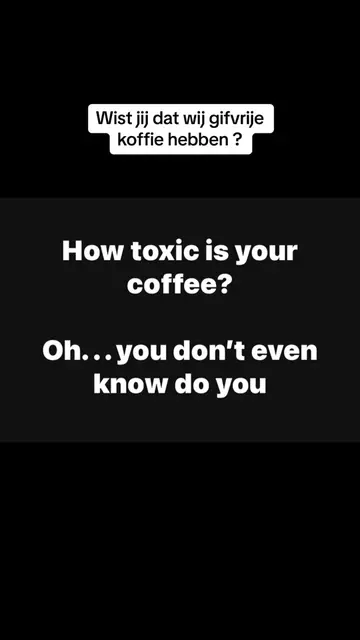 Wist jij dat wij gifvrije
koffie hebben ?
How toxic is your
coffee?
Oh...you don’t even
know do you